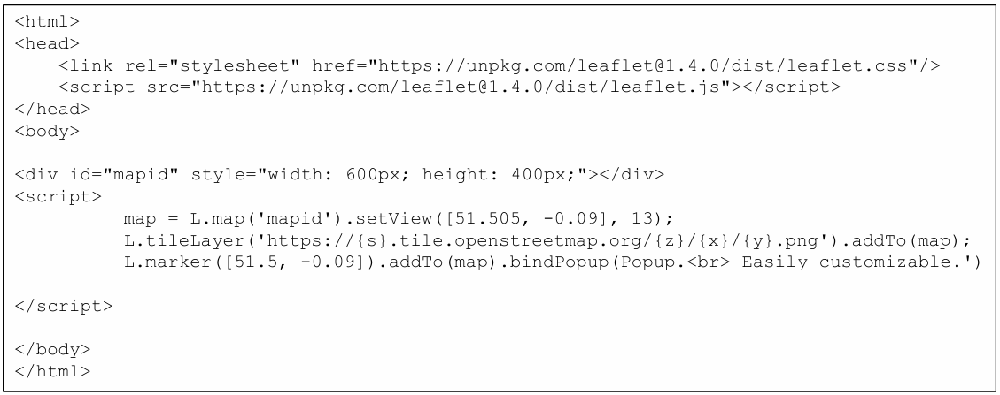 <html>
<head>
    <link rel="stylesheet" href="https://unpkg.com/leaflet@1.4.0/dist/leaflet.css"/>
    <script src="https://unpkg.com/leaflet@1.4.0/dist/leaflet.js"></script>
</head>
<body>
<div id="mapid" style="width: 600px; height: 400px;"></div>
<script>
          map = L.map('mapid').setView([51.505, -0.09], 13);
          L.tileLayer('https://{s}.tile.openstreetmap.org/{z}/{x}/{y}.png').addTo(map);
          L.marker([51.5, -0.09]).addTo(map).bindPopup(Popup.<br> Easily customizable.')
</script>
</body>
</html>